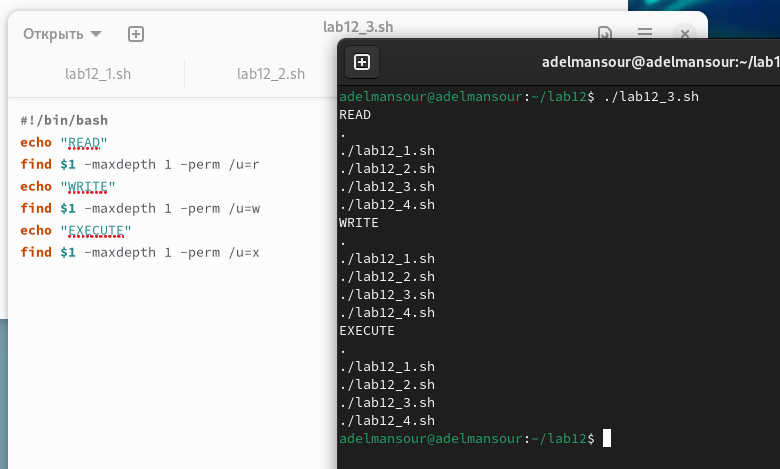 Открыть
lab12_3.sh
lab12_1.sh
lab12_2.sh
#!/bin/bash
echo "READ"
find $1 -maxdepth 1 -perm /u=r
echo "WRITE"
find $1 -maxdepth 1 -perm /u=w
echo "EXECUTE"
find $1 -maxdepth 1 -perm /u=x
adelmansour@adelmansour:~/lab1
adelmansour@adelmansour:~/lab12$ ./lab12_3.sh
READ
.
./lab12_1.sh
./lab12_2.sh
./lab12_3.sh
./lab12_4.sh
WRITE
.
./lab12_1.sh
./lab12_2.sh
./lab12_3.sh
./lab12_4.sh
EXECUTE
.
./lab12_1.sh
./lab12_2.sh
./lab12_3.sh
./lab12_4.sh
adelmansour@adelmansour:~/lab12$